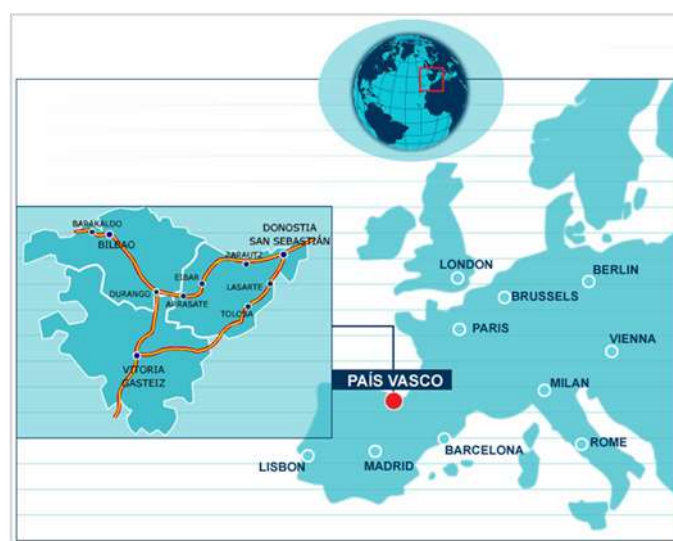 BARAKALDO
BILBAO
DONOSTIA
SAN SEBASTIÁN
ZARAUTZ
EIBAR
LASARTE
DURANGO
ARRASATE
TOLOSA
VITORIA
GASTEIZ
LONDON
BERLIN
BRUSSELS
PARIS
VIENNA
PAÍS VASCO
MILAN
BARCELONA
ROME
LISBON
MADRID